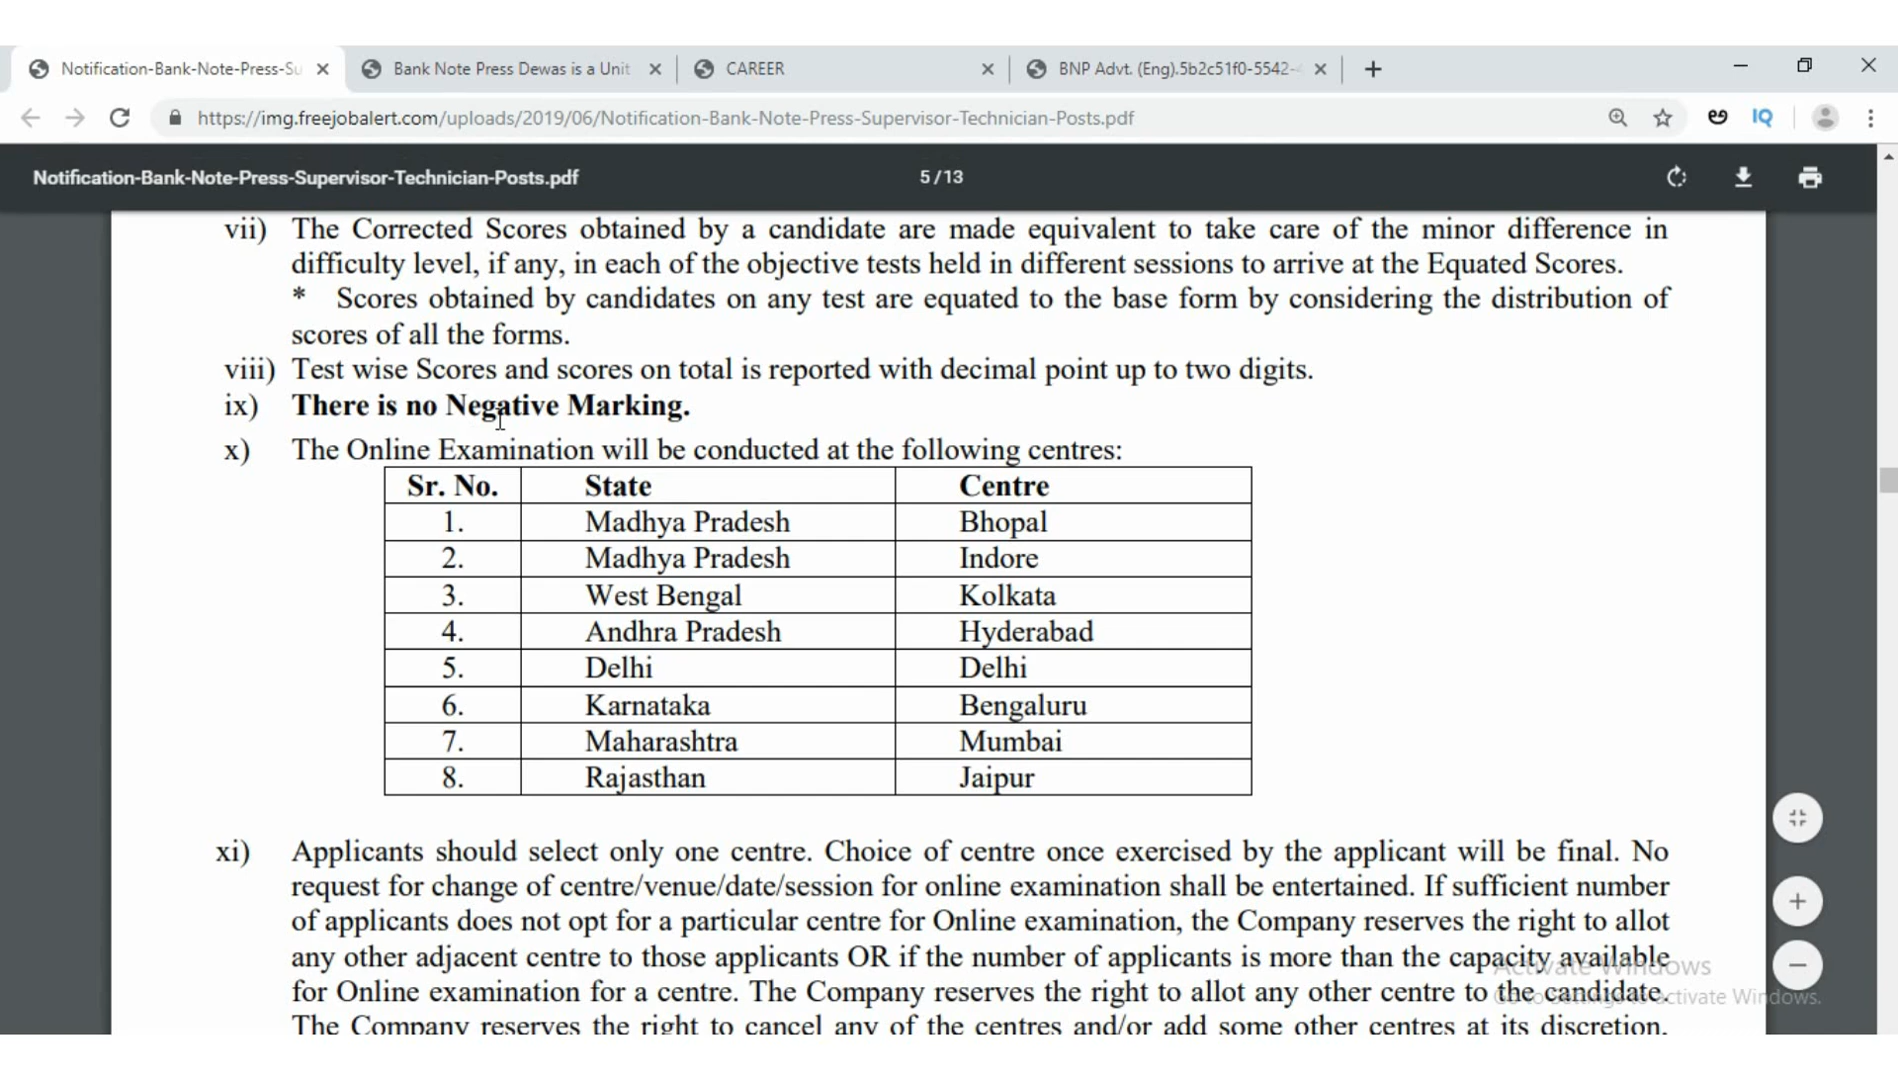 Notification-Bank-Note-Press-Su
Bank Note Press Dewas is a Unit
CAREER
BNP Advt. (Eng).5b2c51f0-5542-4
https://img.freejobalert.com/uploads/2019/06/Notification-Bank-Note-Press-Supervisor-Technician-Posts.pdf
IQ
Notification-Bank-Note-Press-Supervisor-Technician-Posts.pdf
5 / 13
vii) The Corrected Scores obtained by a candidate are made equivalent to take care of the minor difference in
difficulty level, if any, in each of the objective tests held in different sessions to arrive at the Equated Scores.
* Scores obtained by candidates on any test are equated to the base form by considering the distribution of
scores of all the forms.
viii) Test wise Scores and scores on total is reported with decimal point up to two digits.
ix) There is no Negative Marking.
x) The Online Examination will be conducted at the following centres:
Sr. No. State Centre
1. Madhya Pradesh Bhopal
2. Madhya Pradesh Indore
3. West Bengal Kolkata
4. Andhra Pradesh Hyderabad
5. Delhi Delhi
6. Karnataka Bengaluru
7. Maharashtra Mumbai
8. Rajasthan Jaipur
xi) Applicants should select only one centre. Choice of centre once exercised by the applicant will be final. No
request for change of centre/venue/date/session for online examination shall be entertained. If sufficient number
of applicants does not opt for a particular centre for Online examination, the Company reserves the right to allot
any other adjacent centre to those applicants OR if the number of applicants is more than the capacity available
for Online examination for a centre. The Company reserves the right to allot any other centre to the candidate.
The Company reserves the right to cancel any of the centres and/or add some other centres at its discretion,
Activate Windows
Go to Settings to activate Windows.